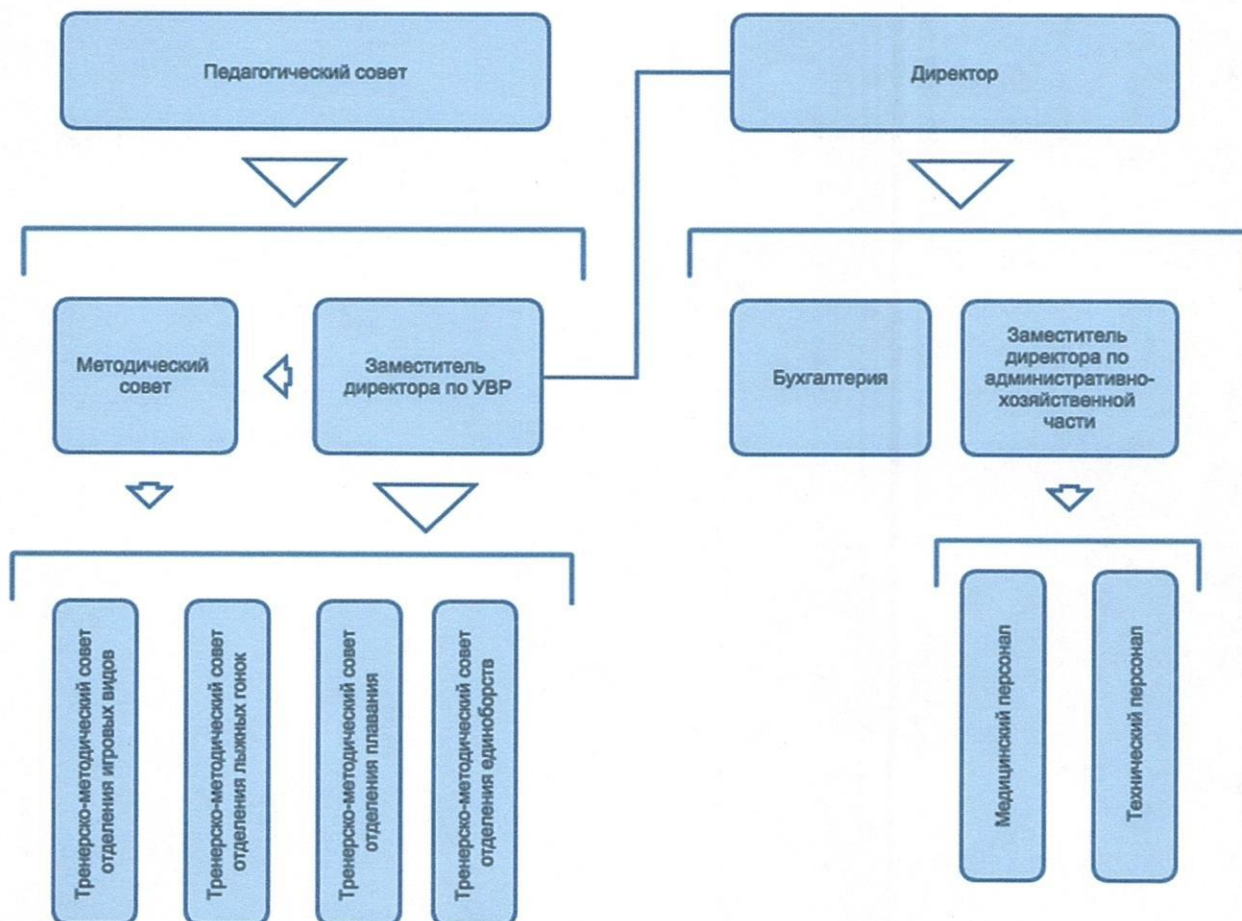 Педагогический совет
Директор
Методический
совет
Заместитель
директора по УВР
Бухгалтерия
Заместитель
директора по
административно-
хозяйственной
части
Тренерско-методический совет
отделения игровых видов
Тренерско-методический совет
отделения лыжных гонок
Тренерско-методический совет
отделения плавания
Тренерско-методический совет
отделения единоборств
Медицинский персонал
Технический персонал